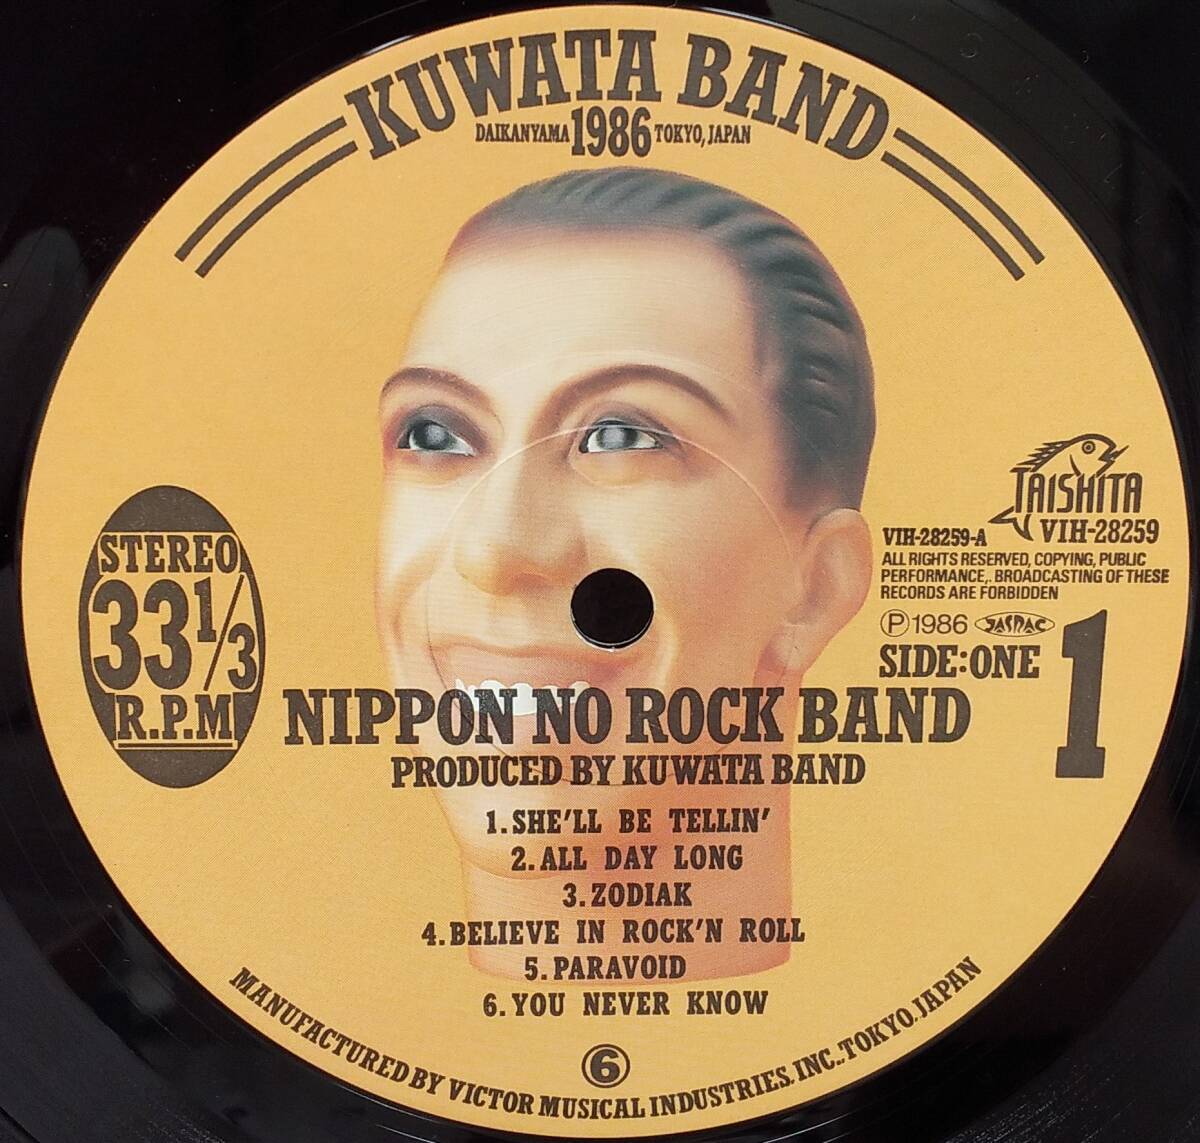 KUWATA BAND
DAIKANYAMA 1986 TOKYO, JAPAN
TAISHITA
VIH-28259-A VIH-28259
ALL RIGHTS RESERVED, COPYING, PUBLIC
PERFORMANCE,. BROADCASTING OF THESE
RECORDS ARE FORBIDDEN
Ⓟ1986 JASRAC
SIDE:ONE 1
STEREO
33 1/3
R.P.M
NIPPON NO ROCK BAND
PRODUCED BY KUWATA BAND
1.SHE'LL BE TELLIN'
2.ALL DAY LONG
3.ZODIAK
4.BELIEVE IN ROCK'N ROLL
5.PARAVOID
6.YOU NEVER KNOW
⑥
MANUFACTURED BY VICTOR MUSICAL INDUSTRIES. INC.,TOKYO. JAPAN